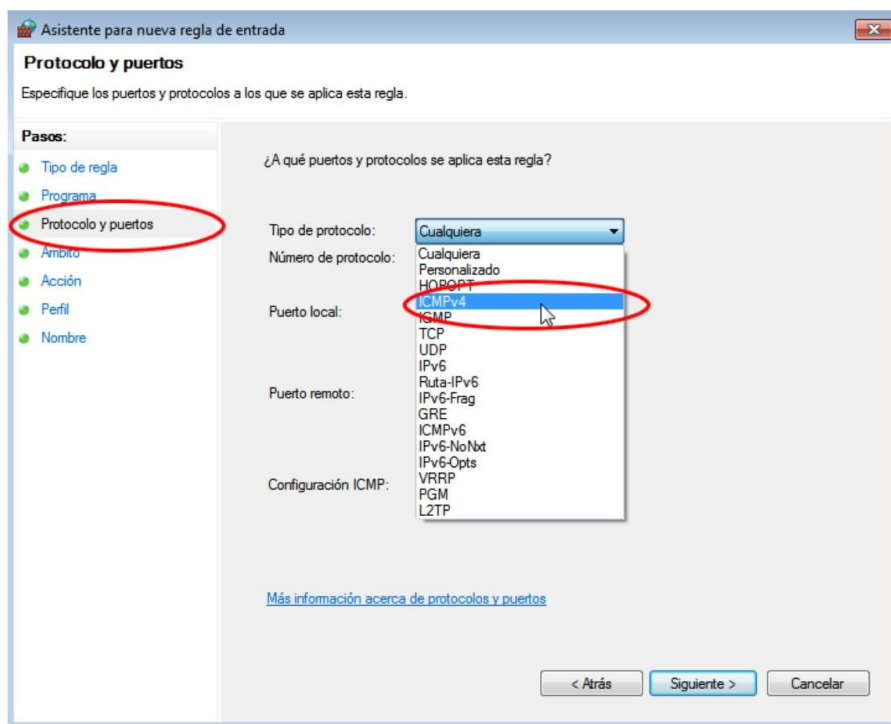 Asistente para nueva regla de entrada
Protocolo y puertos
Especifique los puertos y protocolos a los que se aplica esta regla.
Pasos:
Tipo de regla
Programa
Protocolo y puertos
Ámbito
Acción
Perfil
Nombre
¿A qué puertos y protocolos se aplica esta regla?
Tipo de protocolo: Cualquiera
Número de protocolo:
Cualquiera
Personalizado
HOPOPT
ICMPv4
IGMP
TCP
UDP
IPv6
Ruta-IPv6
IPv6-Frag
GRE
ICMPv6
IPv6-NoNxt
IPv6-Opts
VRRP
PGM
L2TP
Puerto local:
Puerto remoto:
Configuración ICMP:
Más información acerca de protocolos y puertos
< Atrás Siguiente > Cancelar